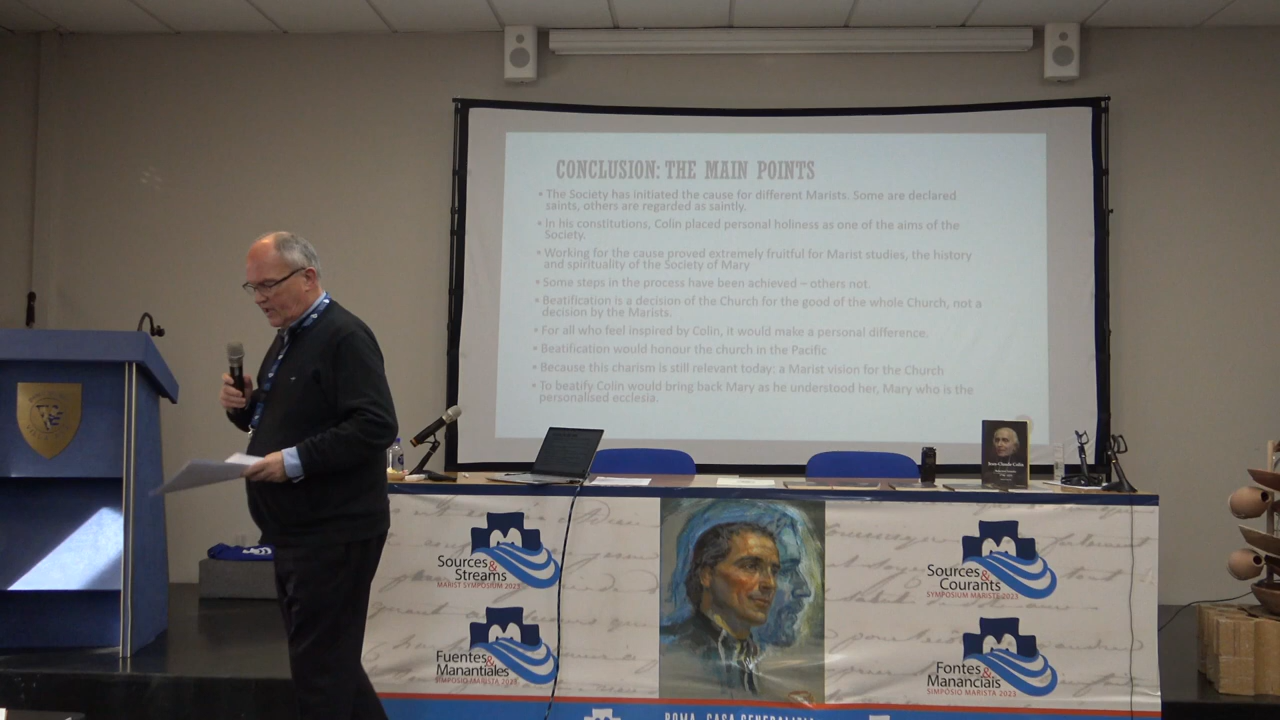 CONCLUSION: THE MAIN POINTS
• The Society has initiated the cause for different Marists. Some are declared
saints, others are regarded as saintly.
• In his constitutions, Colin placed personal holiness as one of the aims of the
Society.
• Working for the cause proved extremely fruitful for Marist studies, the history
and spirituality of the Society of Mary
• Some steps in the process have been achieved – others not.
• Beatification is a decision of the Church for the good of the whole Church, not a
decision by the Marists.
• For all who feel inspired by Colin, it would make a personal difference.
• Beatification would honour the church in the Pacific
• Because this charism is still relevant today: a Marist vision for the Church
• To beatify Colin would bring back Mary as he understood her, Mary who is the
personalised ecclesia.
Jean-Claude Colin
Sources &
Streams
MARIST SYMPOSIUM 2023
Fuentes &
Manantiales
SIMPOSIO MARISTA 2023
Sources &
Courants
SYMPOSIUM MARISTE 2023
Fontes &
Mananciais
SIMPÓSIO MARISTA 2023
ROMA, CASA GENERALIZIA